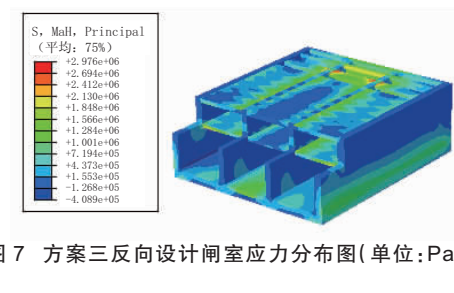 S, MaH, Principal
(平均: 75%)
+2.976e+06
+2.694e+06
+2.412e+06
+2.130e+06
+1.848e+06
+1.566e+06
+1.284e+06
+1.001e+06
+7.194e+05
+4.373e+05
+1.553e+05
-1.268e+05
-4.089e+05
图7 方案三反向设计闸室应力分布图(单位:Pa